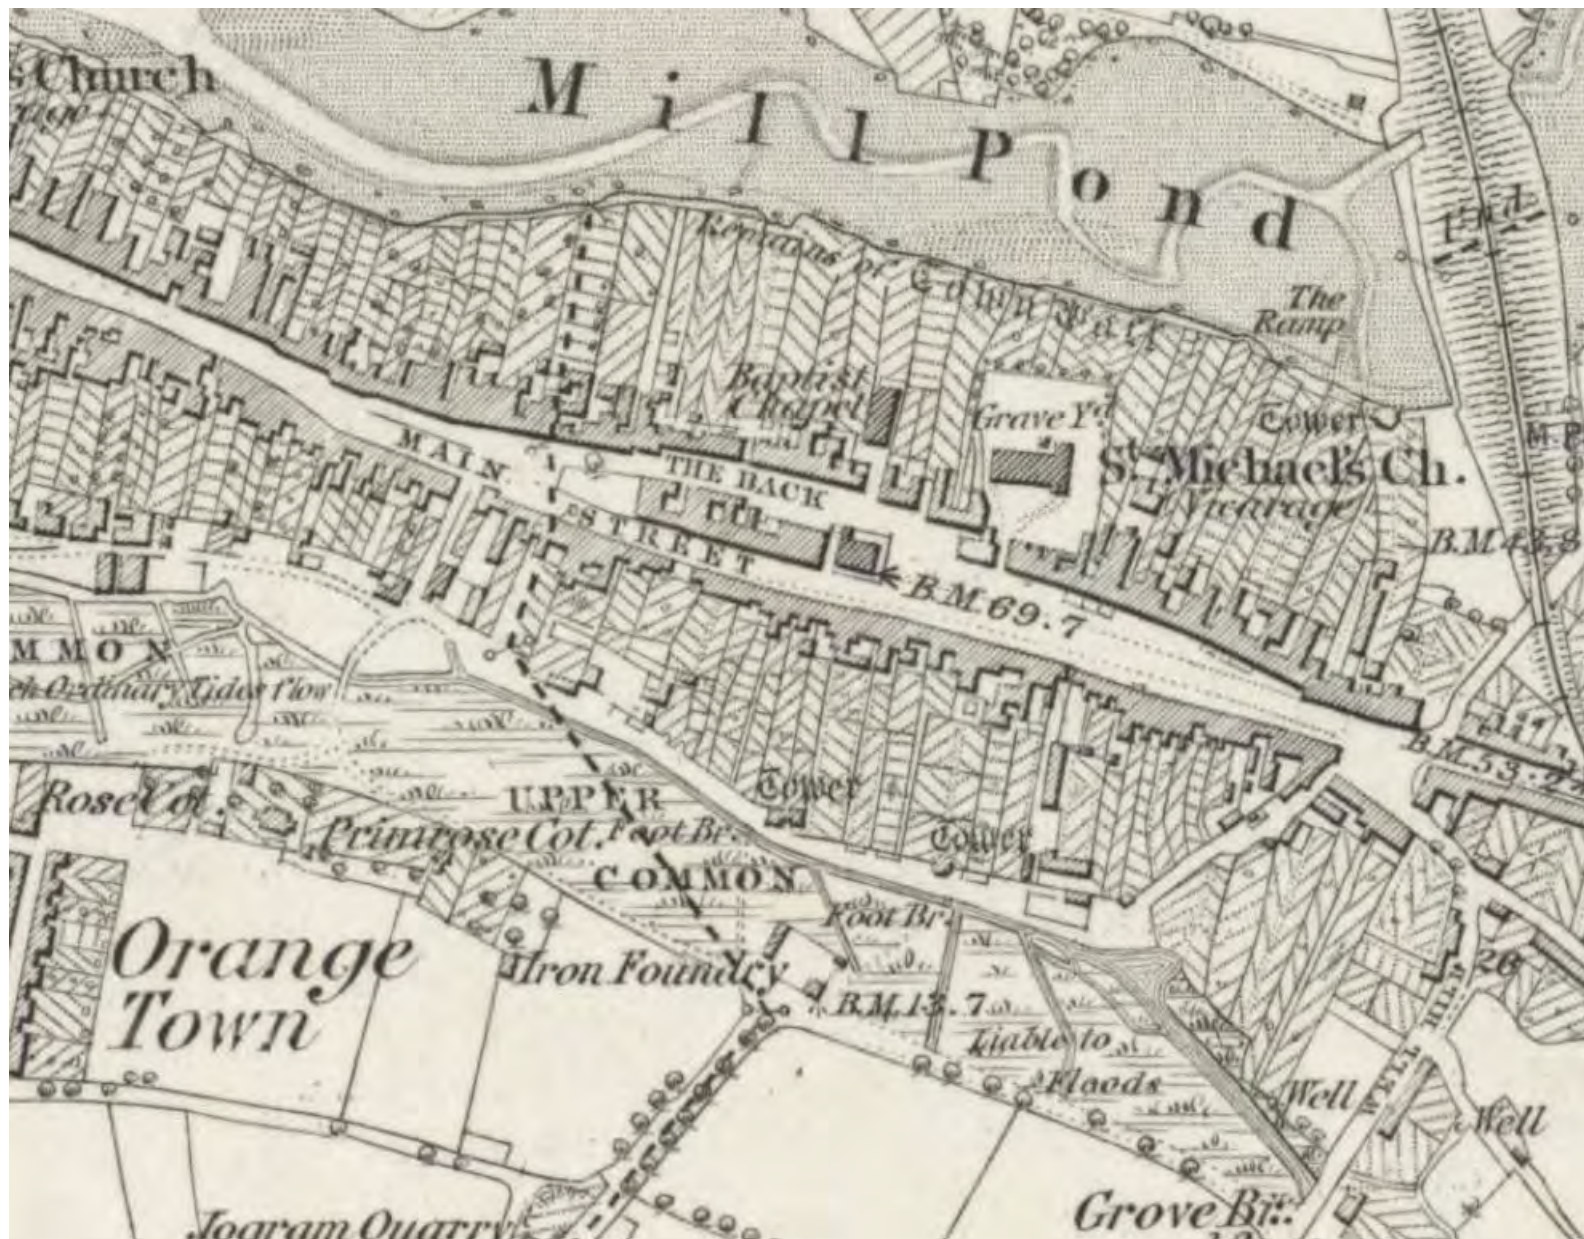 s Church
Mill Pond
Remains of Town Wall
The
Ramp
Baptist
Chapel
Grave Yd.
Tower
St. Michael's Ch.
Vicarage
MAIN
STREET
THE BACK
B.M. 69.7
B.M. 53.
MMON
Ordinary Tides flow
Rose Cot.
Primrose Cot.
Foot Br.
UPPER
COMMON
Tower
Tower
Foot Br.
Orange
Town
Iron Foundry
B.M. 13.7
Liable to
Floods
26
WELL HILL
Well
Well
Grove Br.
Jogram Quarry